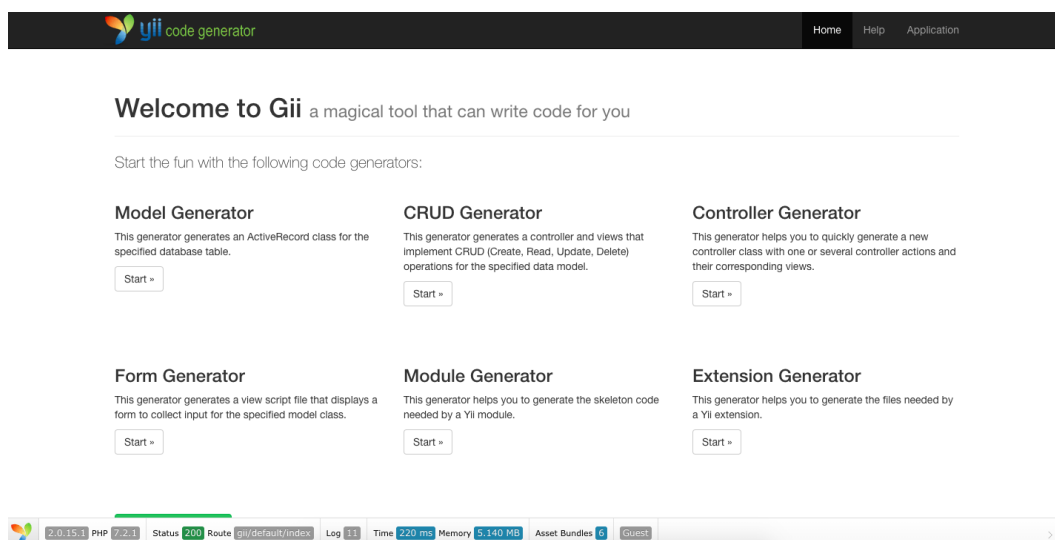 yii code generator
Home Help Application
Welcome to Gii a magical tool that can write code for you
Start the fun with the following code generators:
Model Generator
This generator generates an ActiveRecord class for the
specified database table.
Start »
CRUD Generator
This generator generates a controller and views that
implement CRUD (Create, Read, Update, Delete)
operations for the specified data model.
Start »
Controller Generator
This generator helps you to quickly generate a new
controller class with one or several controller actions and
their corresponding views.
Start »
Form Generator
This generator generates a view script file that displays a
form to collect input for the specified model class.
Start »
Module Generator
This generator helps you to generate the skeleton code
needed by a Yii module.
Start »
Extension Generator
This generator helps you to generate the files needed by
a Yii extension.
Start »
2.0.15.1 PHP 7.2.1 Status 200 Route gii/default/index Log 11 Time 220 ms Memory 5.140 MB Asset Bundles 6 Guest